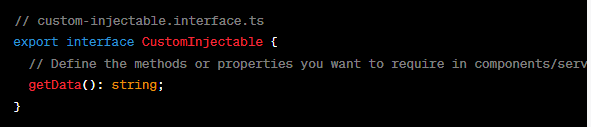 // custom-injectable.interface.ts
export interface CustomInjectable {
// Define the methods or properties you want to require in components/serv
getData(): string;
}